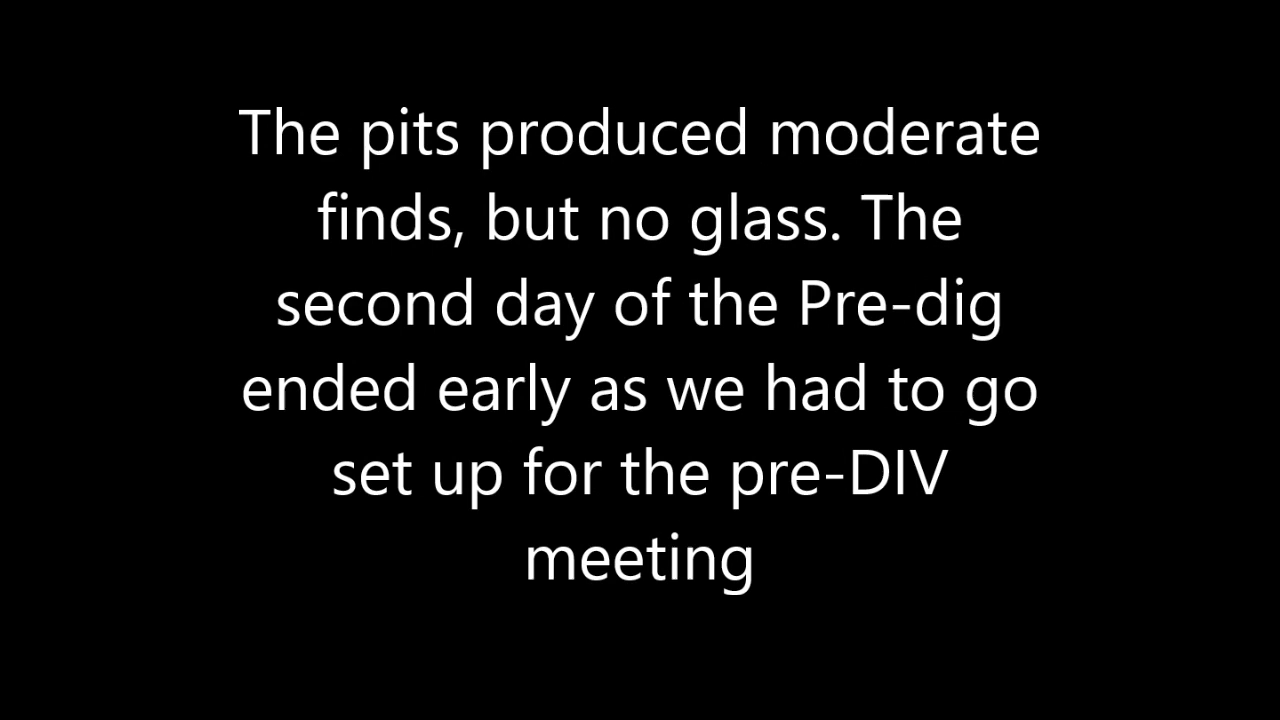 The pits produced moderate
finds, but no glass. The
second day of the Pre-dig
ended early as we had to go
set up for the pre-DIV
meeting